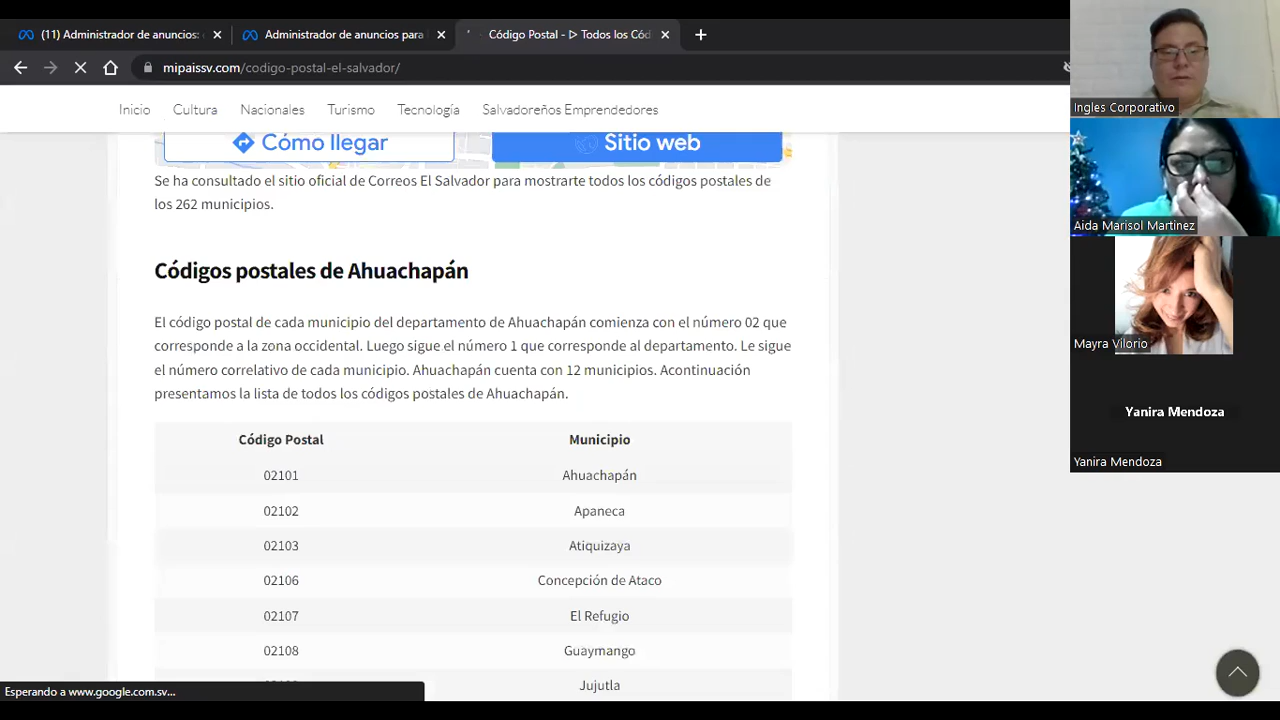 (11) Administrador de anuncios:
Administrador de anuncios para
Código Postal - ▷ Todos los Cód
mipaissv.com/codigo-postal-el-salvador/
Inicio
Cultura
Nacionales
Turismo
Tecnología
Salvadoreños Emprendedores
Cómo llegar
Sitio web
Se ha consultado el sitio oficial de Correos El Salvador para mostrarte todos los códigos postales de
los 262 municipios.
Códigos postales de Ahuachapán
El código postal de cada municipio del departamento de Ahuachapán comienza con el número 02 que
corresponde a la zona occidental. Luego sigue el número 1 que corresponde al departamento. Le sigue
el número correlativo de cada municipio. Ahuachapán cuenta con 12 municipios. Acontinuación
presentamos la lista de todos los códigos postales de Ahuachapán.
Código Postal Municipio
02101 Ahuachapán
02102 Apaneca
02103 Atiquizaya
02106 Concepción de Ataco
02107 El Refugio
02108 Guaymango
Jujutla
Esperando a www.google.com.sv...
Ingles Corporativo
Aida Marisol Martinez
Mayra Vilorio
Yanira Mendoza
Yanira Mendoza